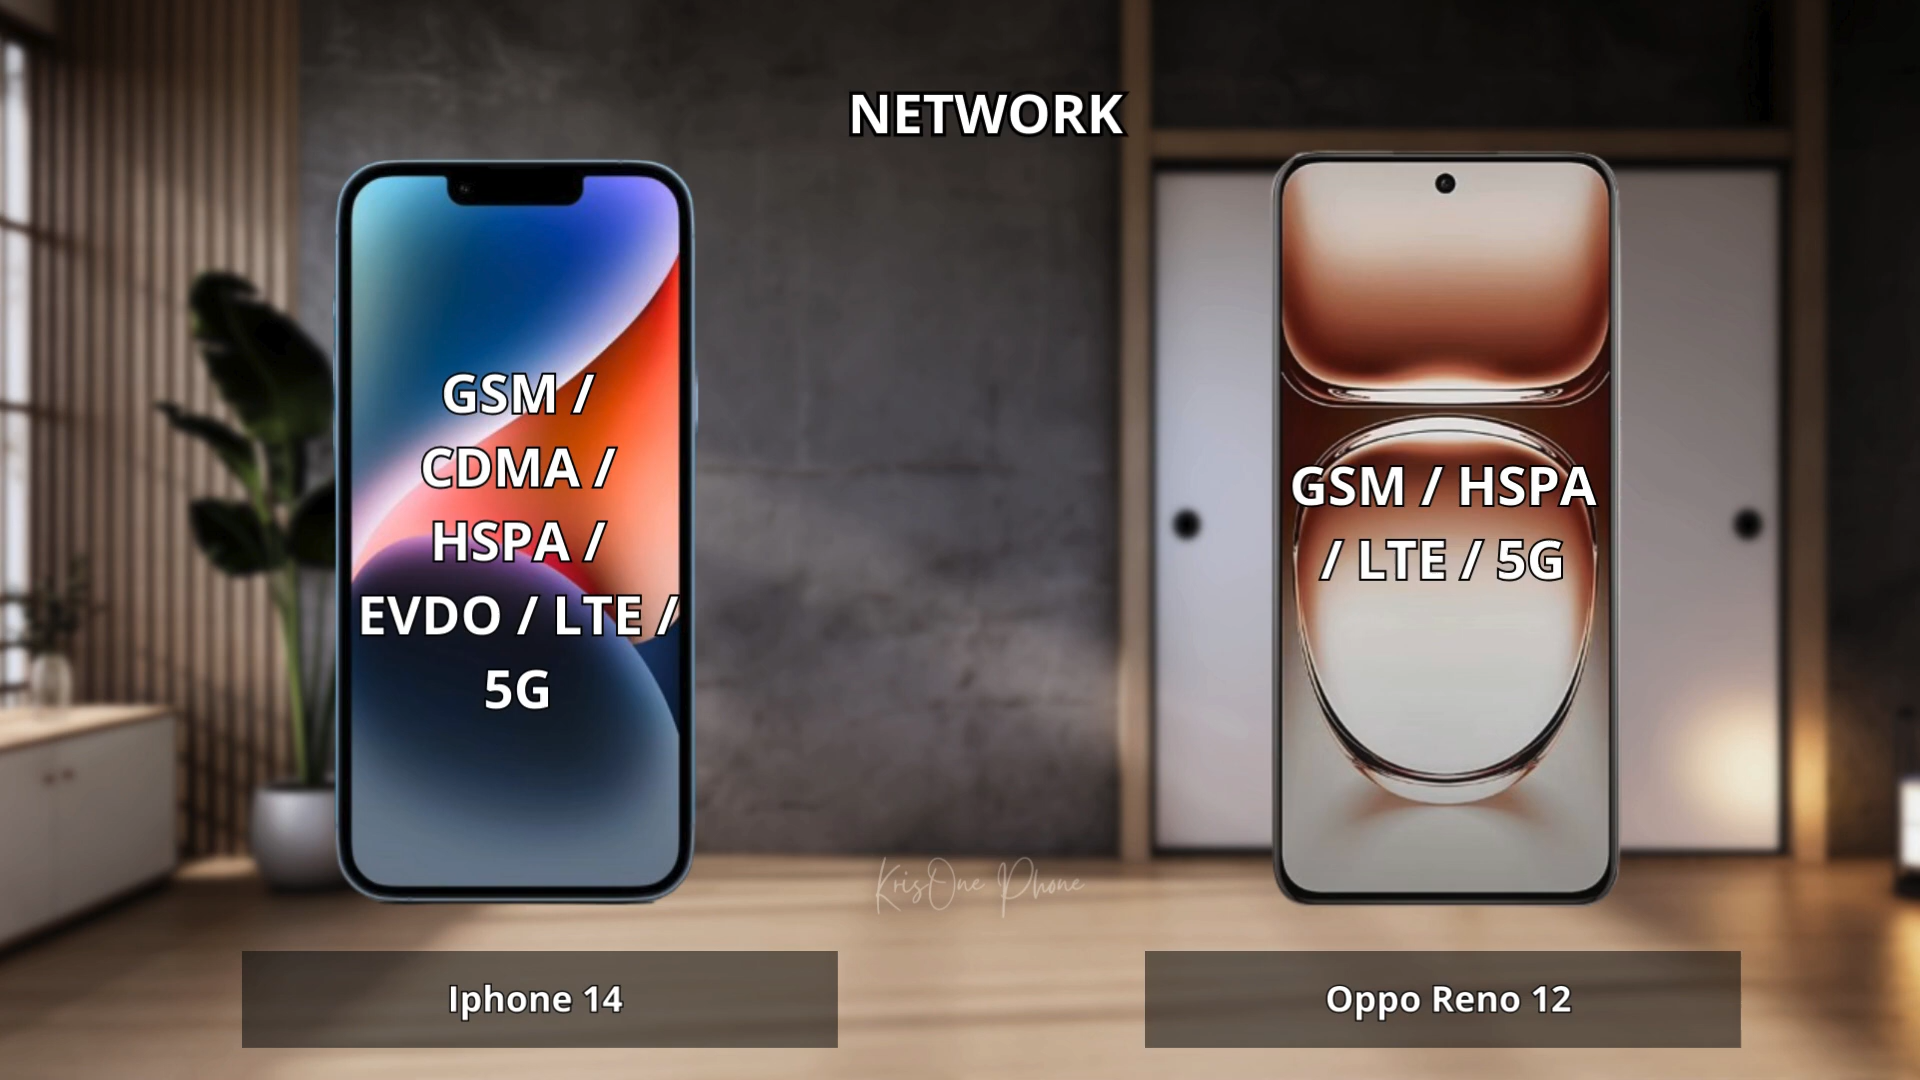 NETWORK
GSM /
CDMA /
HSPA /
EVDO / LTE /
5G
GSM / HSPA
/ LTE / 5G
KrisOne Phone
Iphone 14
Oppo Reno 12